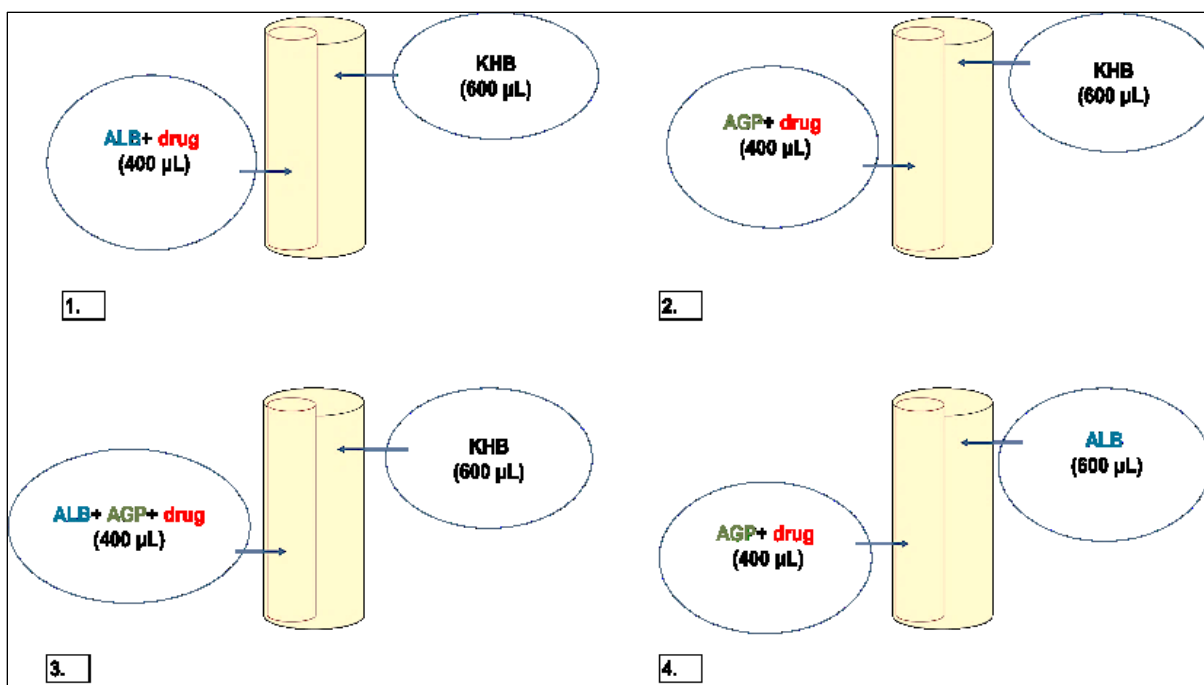 KHB
(600 µL)
ALB+ drug
(400 µL)
1.
KHB
(600 µL)
AGP+ drug
(400 µL)
2.
KHB
(600 µL)
ALB+ AGP+ drug
(400 µL)
3.
ALB
(600 µL)
AGP+ drug
(400 µL)
4.